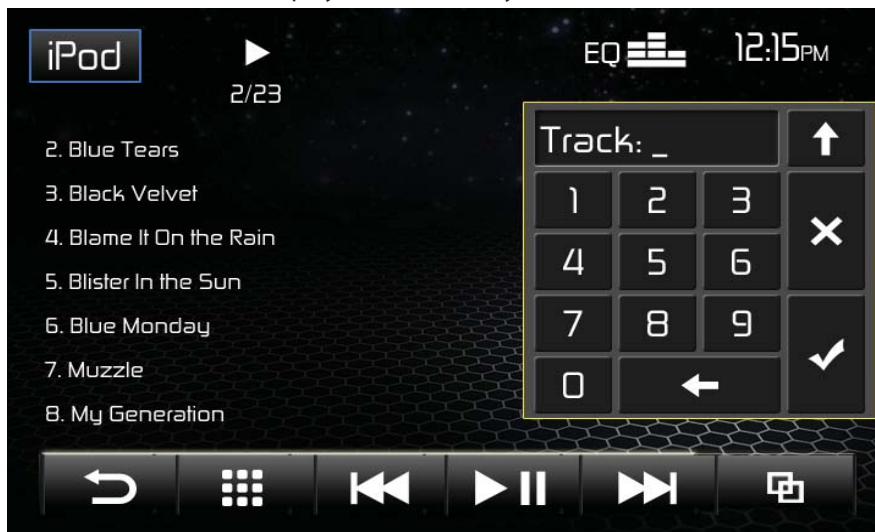 iPod
2/23
EQ
12:15PM
2. Blue Tears
3. Black Velvet
4. Blame It On the Rain
5. Blister In the Sun
6. Blue Monday
7. Muzzle
8. My Generation
Track: _
1 2 3
4 5 6
7 8 9
0